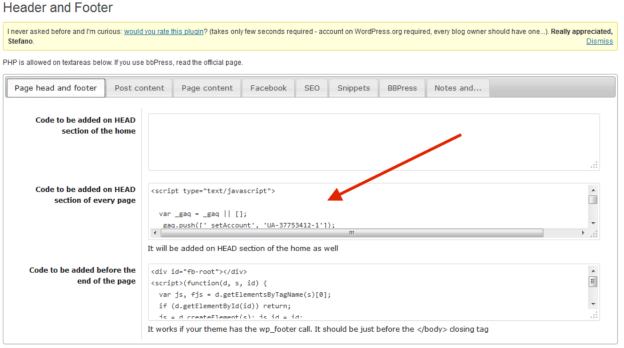 Header and Footer
I never asked before and I'm curious: would you rate this plugin? (takes only few seconds required - account on WordPress.org required, every blog owner should have one...). Really appreciated,
Stefano.
Dismiss
PHP is allowed on textareas below. If you use bbPress, read the official page.
Page head and footer Post content Page content Facebook SEO Snippets BBPress Notes and...
Code to be added on HEAD
section of the home
Code to be added on HEAD
section of every page
<script type="text/javascript">
var _gaq = _gaq || [];
_gaq.push(['_setAccount', 'UA-37753412-1']);
It will be added on HEAD section of the home as well
Code to be added before the
end of the page
<div id="fb-root"></div>
<script>(function(d, s, id) {
var js, fjs = d.getElementsByTagName(s)[0];
if (d.getElementById(id)) return;
js = d.createElement(s); js.id = id;
It works if your theme has the wp_footer call. It should be just before the </body> closing tag